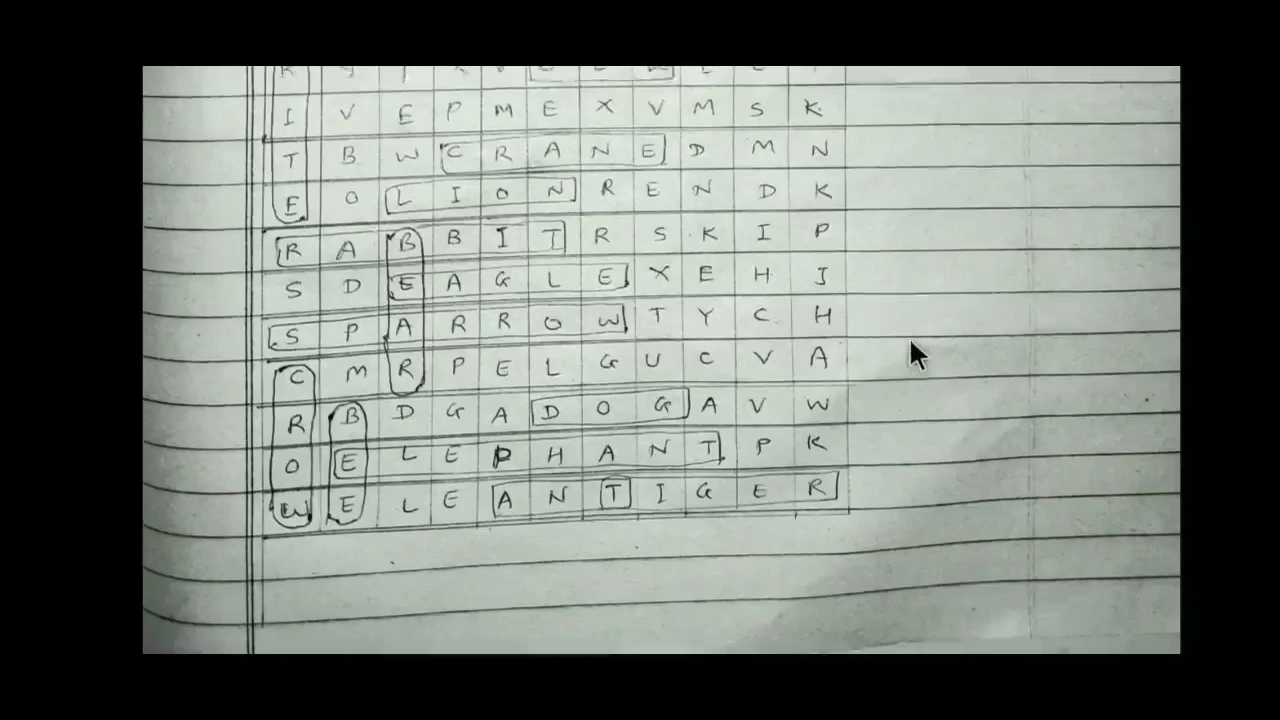 I V E P M E X V M S K
T B W C R A N E D M N
E O L I O N R E N D K
R A B B I T R S K I P
S D E A G L E X E H J
S P A R R O W T Y C H
C M R P E L G U C V A
R B D G A D O G A V W
O E L E P H A N T P K
W E L E A N T I G E R